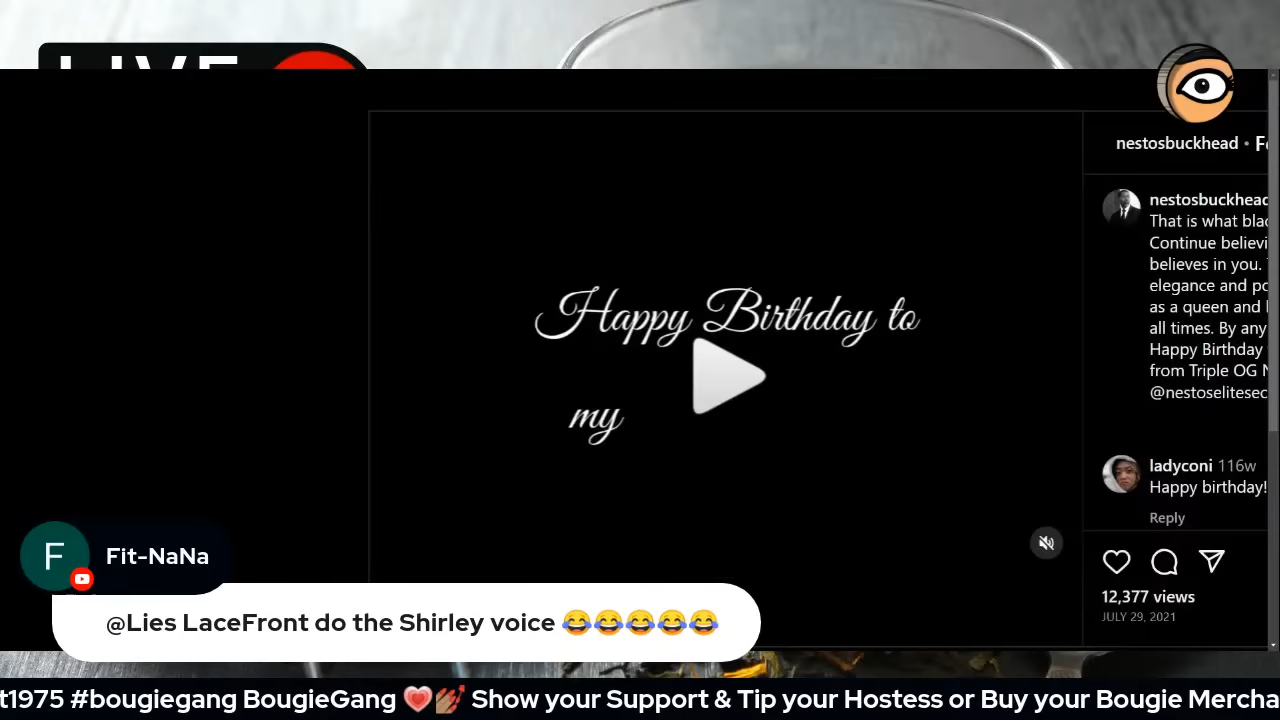 LIVE
nestosbuckhead •
Happy Birthday to
my
nestosbuckhead
That is what
Continue
believes in you.
elegance and
as a queen and
all times. By any
Happy Birthday
from Triple OG
@nestoselitesec
ladyconi 116w
Happy birthday!
Reply
12,377 views
JULY 29, 2021
F
Fit-NaNa
@Lies LaceFront do the Shirley voice 😂😂😂😂😂
t1975 #bougiegang BougieGang 💗💅🏾 Show your Support & Tip your Hostess or Buy your Bougie Mercha